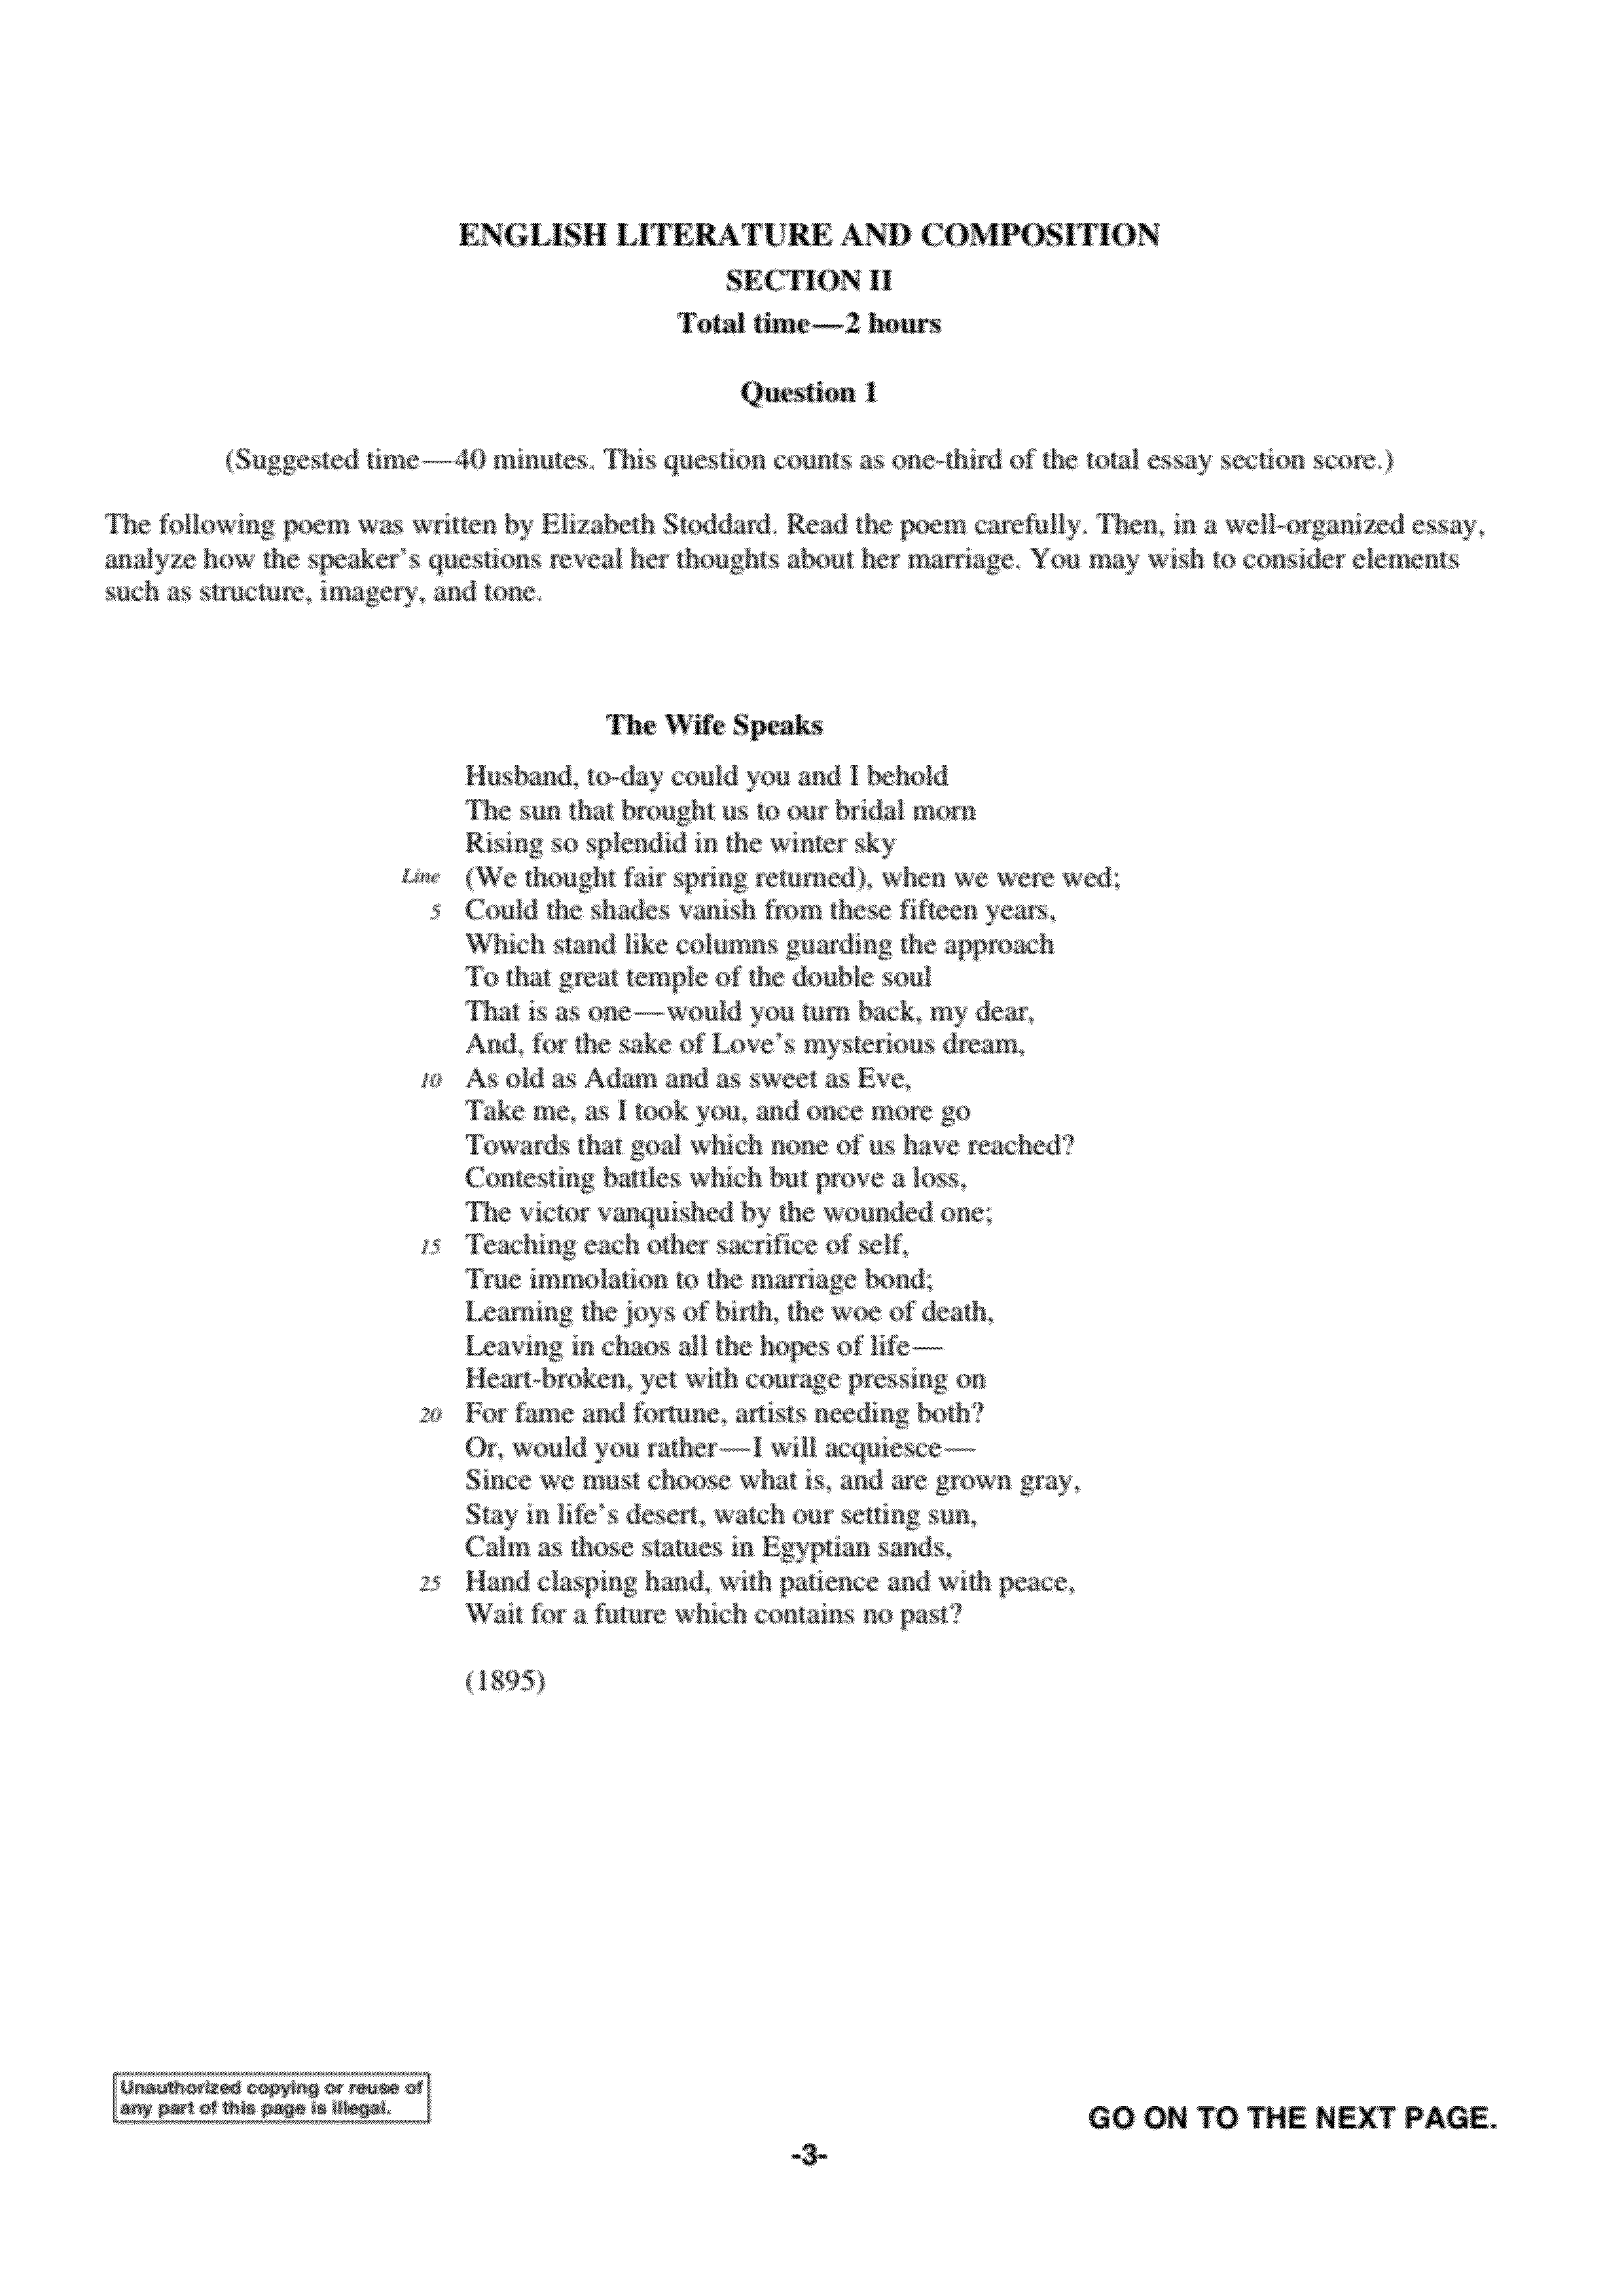 ENGLISH LITERATURE AND COMPOSITION
SECTION II
Total time—2 hours
Question 1
(Suggested time—40 minutes. This question counts as one-third of the total essay section score.)
The following poem was written by Elizabeth Stoddard. Read the poem carefully. Then, in a well-organized essay,
analyze how the speaker's questions reveal her thoughts about her marriage. You may wish to consider elements
such as structure, imagery, and tone.
The Wife Speaks
Husband, to-day could you and I behold
The sun that brought us to our bridal morn
Rising so splendid in the winter sky
Line (We thought fair spring returned), when we were wed;
5 Could the shades vanish from these fifteen years,
Which stand like columns guarding the approach
To that great temple of the double soul
That is as one—would you turn back, my dear,
And, for the sake of Love's mysterious dream,
10 As old as Adam and as sweet as Eve,
Take me, as I took you, and once more go
Towards that goal which none of us have reached?
Contesting battles which but prove a loss,
The victor vanquished by the wounded one;
15 Teaching each other sacrifice of self,
True immolation to the marriage bond;
Learning the joys of birth, the woe of death,
Leaving in chaos all the hopes of life—
Heart-broken, yet with courage pressing on
20 For fame and fortune, artists needing both?
Or, would you rather—I will acquiesce—
Since we must choose what is, and are grown gray,
Stay in life's desert, watch our setting sun,
Calm as those statues in Egyptian sands,
25 Hand clasping hand, with patience and with peace,
Wait for a future which contains no past?
(1895)
Unauthorized copying or reuse of
any part of this page is illegal.
GO ON TO THE NEXT PAGE.
-3-